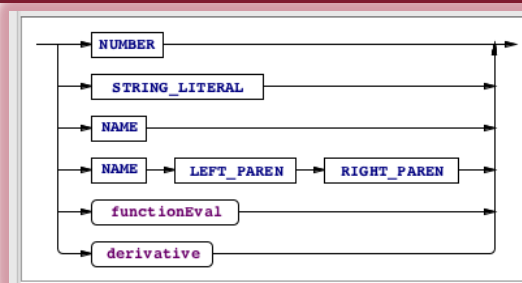 NUMBER
STRING_LITERAL
NAME
NAME LEFT_PAREN RIGHT_PAREN
functionEval
derivative